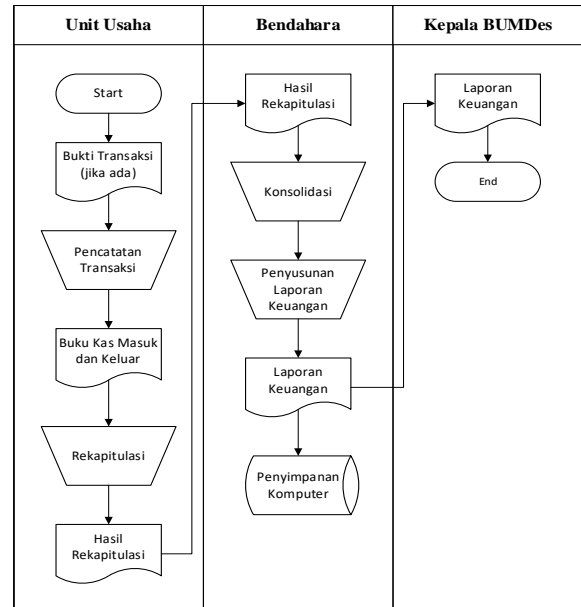 Unit Usaha
Start
Bukti Transaksi
(jika ada)
Pencatatan
Transaksi
Buku Kas Masuk
dan Keluar
Rekapitulasi
Hasil
Rekapitulasi
Bendahara
Hasil
Rekapitulasi
Konsolidasi
Penyusunan
Laporan
Keuangan
Laporan
Keuangan
Penyimpanan
Komputer
Kepala BUMDes
Laporan
Keuangan
End